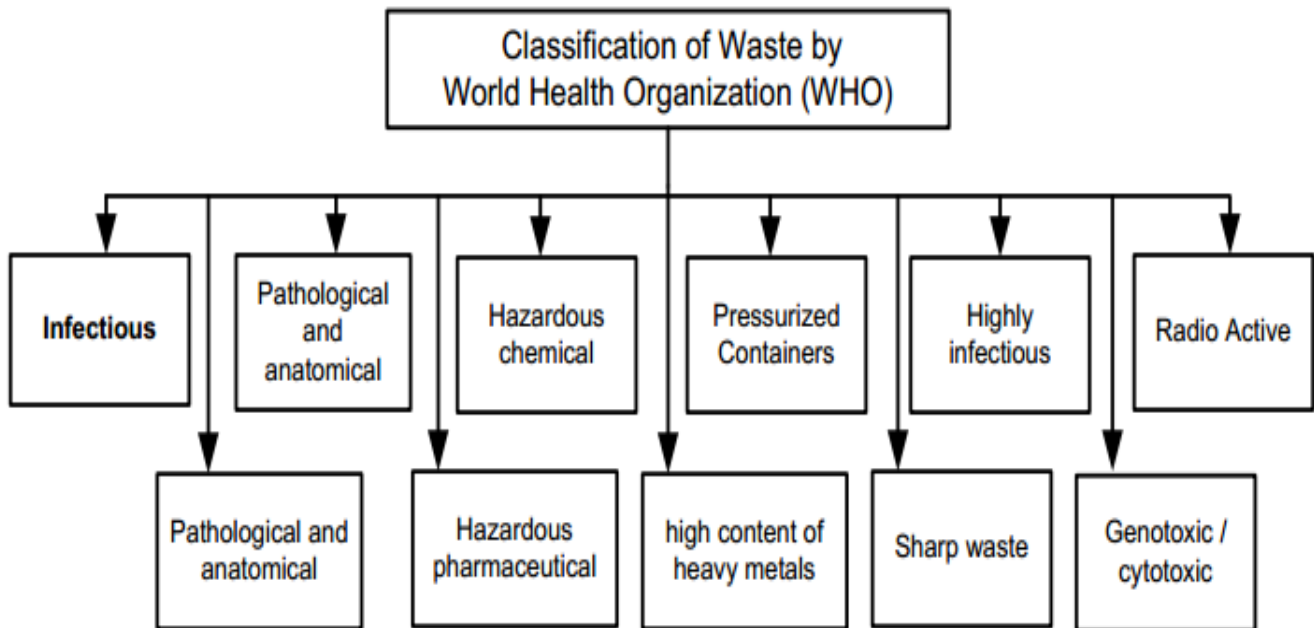 Classification of Waste by
World Health Organization (WHO)
Infectious
Pathological
and
anatomical
Hazardous
chemical
Pressurized
Containers
Highly
infectious
Radio Active
Pathological and
anatomical
Hazardous
pharmaceutical
high content of
heavy metals
Sharp waste
Genotoxic /
cytotoxic